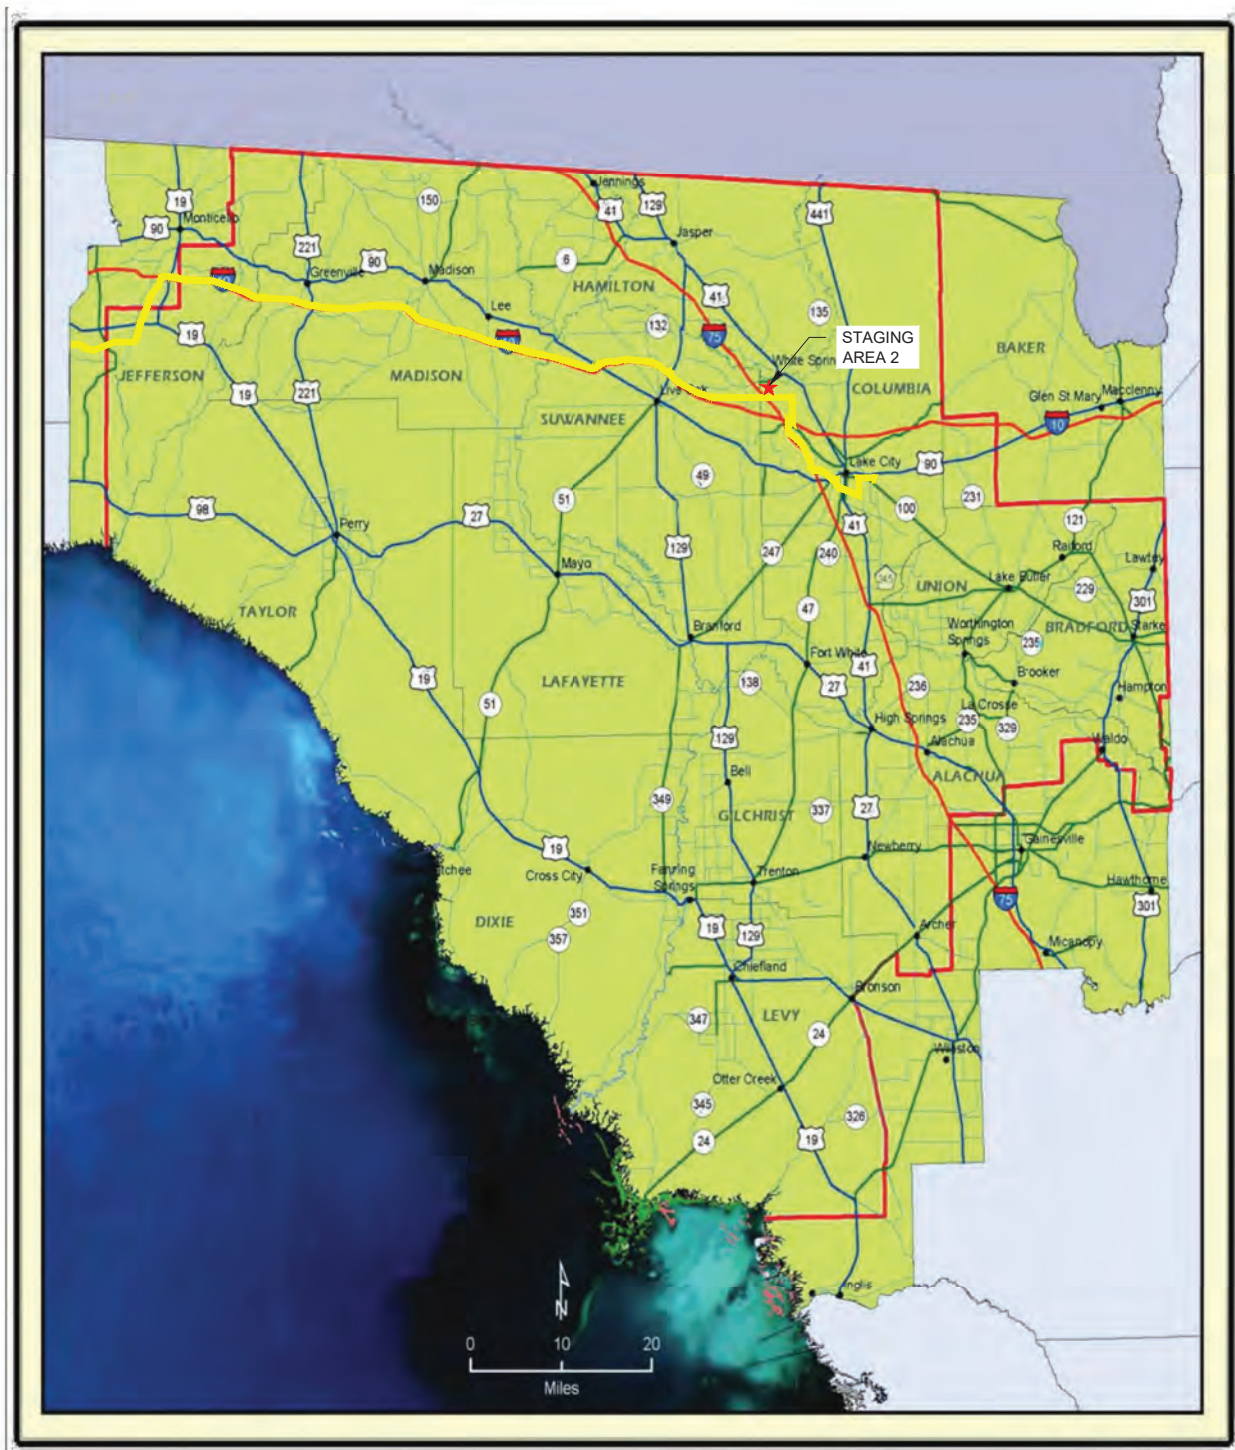 Jennings
19
150
41
129
441
90
Monticello
Jasper
221
90
6
Greenville
Madison
HAMILTON
41
Lee
135
19
132
75
STAGING
AREA 2
BAKER
JEFFERSON
MADISON
COLUMBIA
19
221
Glen St.Mary
Macclenny
SUWANNEE
10
Lake City
90
49
51
231
98
27
100
121
Perry
41
129
247
240
Raiford
Lawtey
Mayo
UNION
Lake Butler
229
301
TAYLOR
47
Worthington
Springs
BRADFORD
Starke
Branford
235
Fort White
41
19
LAFAYETTE
138
27
236
Brooker
Hampton
51
La Crosse
High Springs
235
329
129
Alachua
Waldo
Bell
ALACHUA
349
GILCHRIST
337
27
19
Newberry
Gainesville
Cross City
Fanning
Springs
Trenton
Hawthorne
75
301
DIXIE
351
357
19
129
Archer
Micanopy
Chiefland
Bronson
347
LEVY
24
Otter Creek
345
326
24
19
Inglis
N
0
10
20
Miles